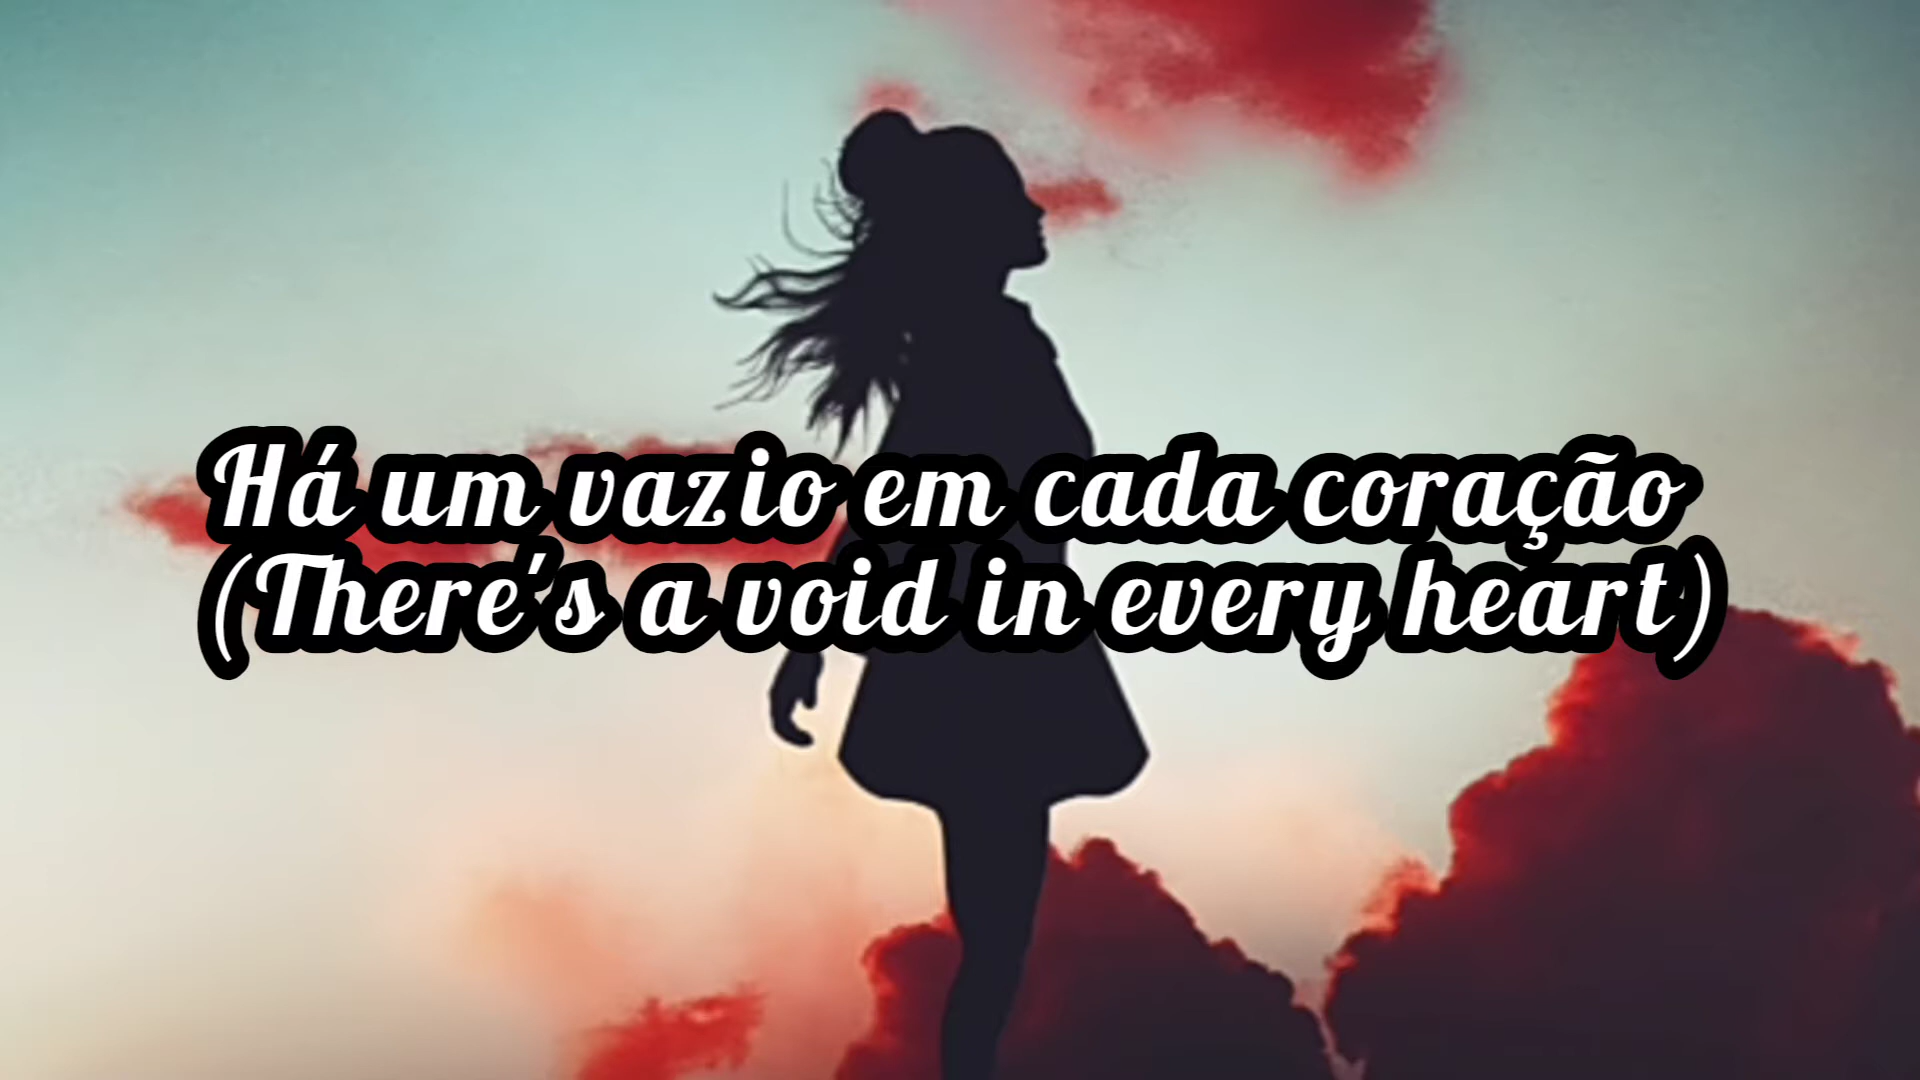 Há um vazio em cada coração
(There's a void in every heart)